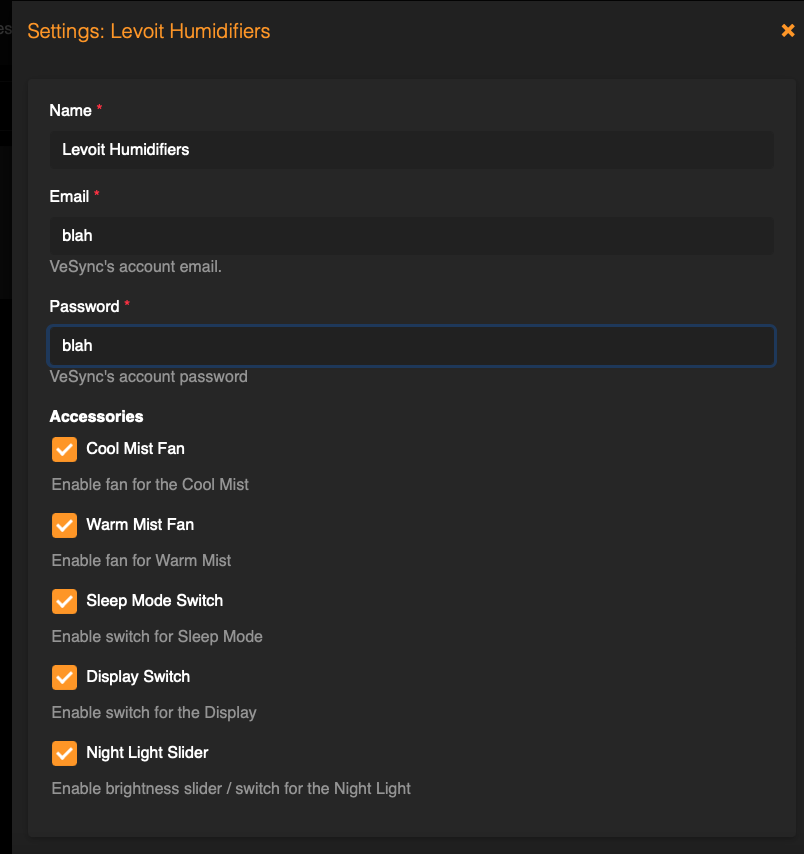 Settings: Levoit Humidifiers
Name *
Levoit Humidifiers
Email *
blah
VeSync's account email.
Password *
blah
VeSync's account password
Accessories
Cool Mist Fan
Enable fan for the Cool Mist
Warm Mist Fan
Enable fan for Warm Mist
Sleep Mode Switch
Enable switch for Sleep Mode
Display Switch
Enable switch for the Display
Night Light Slider
Enable brightness slider / switch for the Night Light